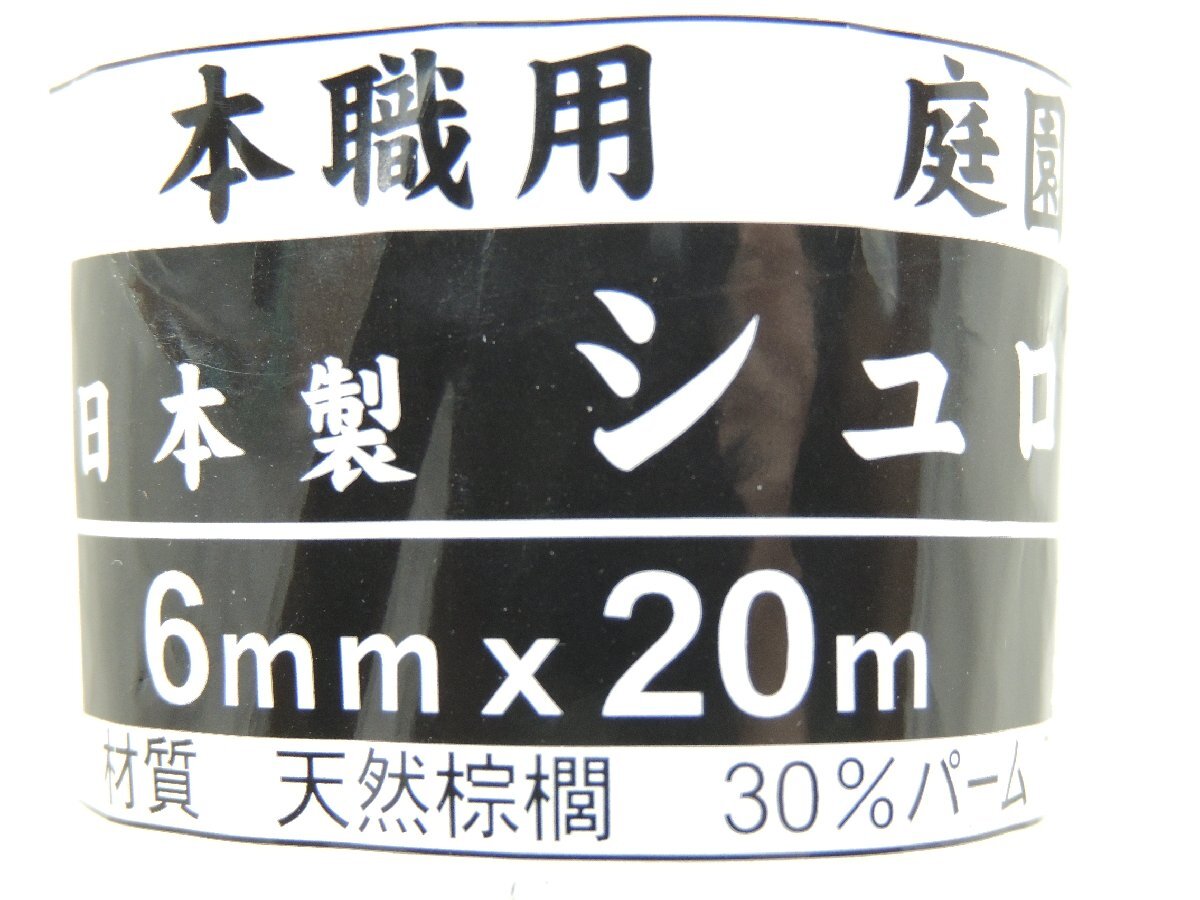 本職用 庭園
日本製 シュロ
6mm x 20m
材質 天然棕櫚 30%パーム